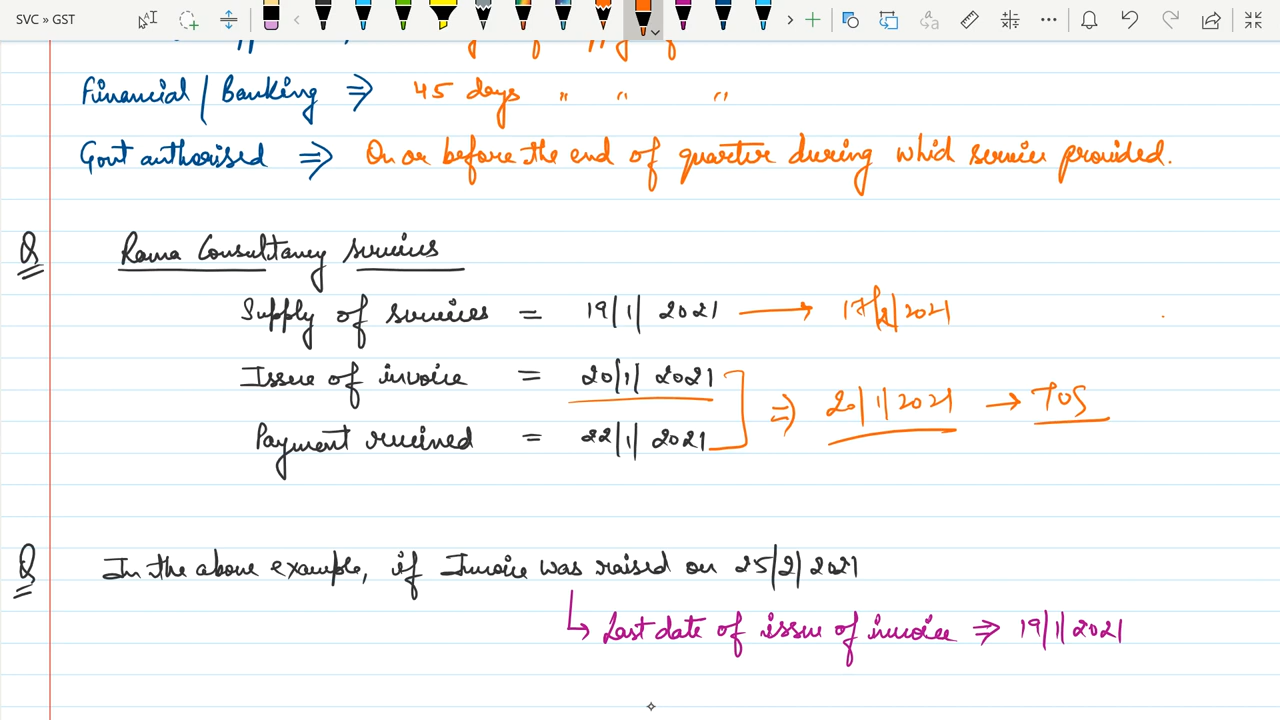 SVC » GST
Financial / Banking ⇒ 45 days " " "
Govt authorised ⇒ On or before the end of quarter during which service provided.
Q Rama Consultancy services
Supply of services = 19/1/2021 → 17/2/2021
Issue of invoice = 20/1/2021
⇒ 20/1/2021 → TOS
Payment received = 22/1/2021
Q In the above example, if Invoice was raised on 25/2/2021
↳ Last date of issue of invoice ⇒ 19/1/2021